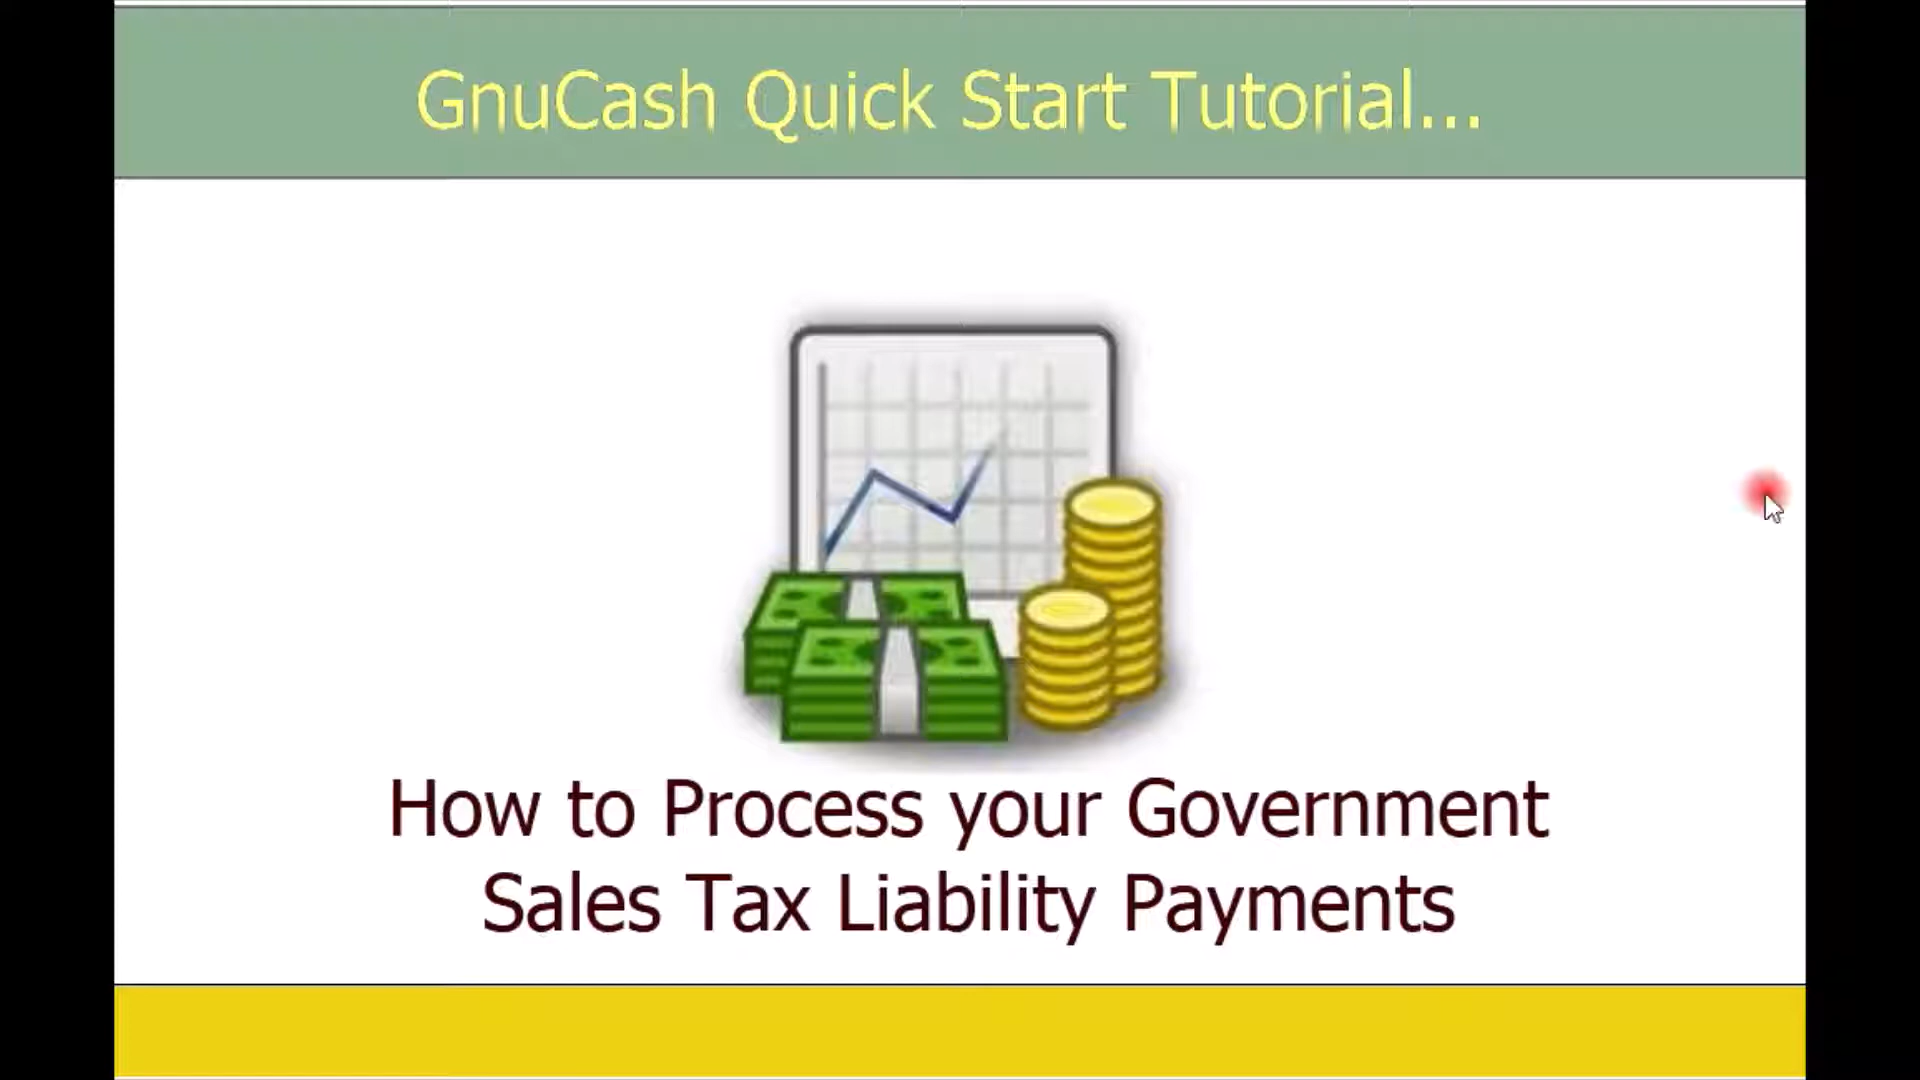 GnuCash Quick Start Tutorial...
How to Process your Government
Sales Tax Liability Payments